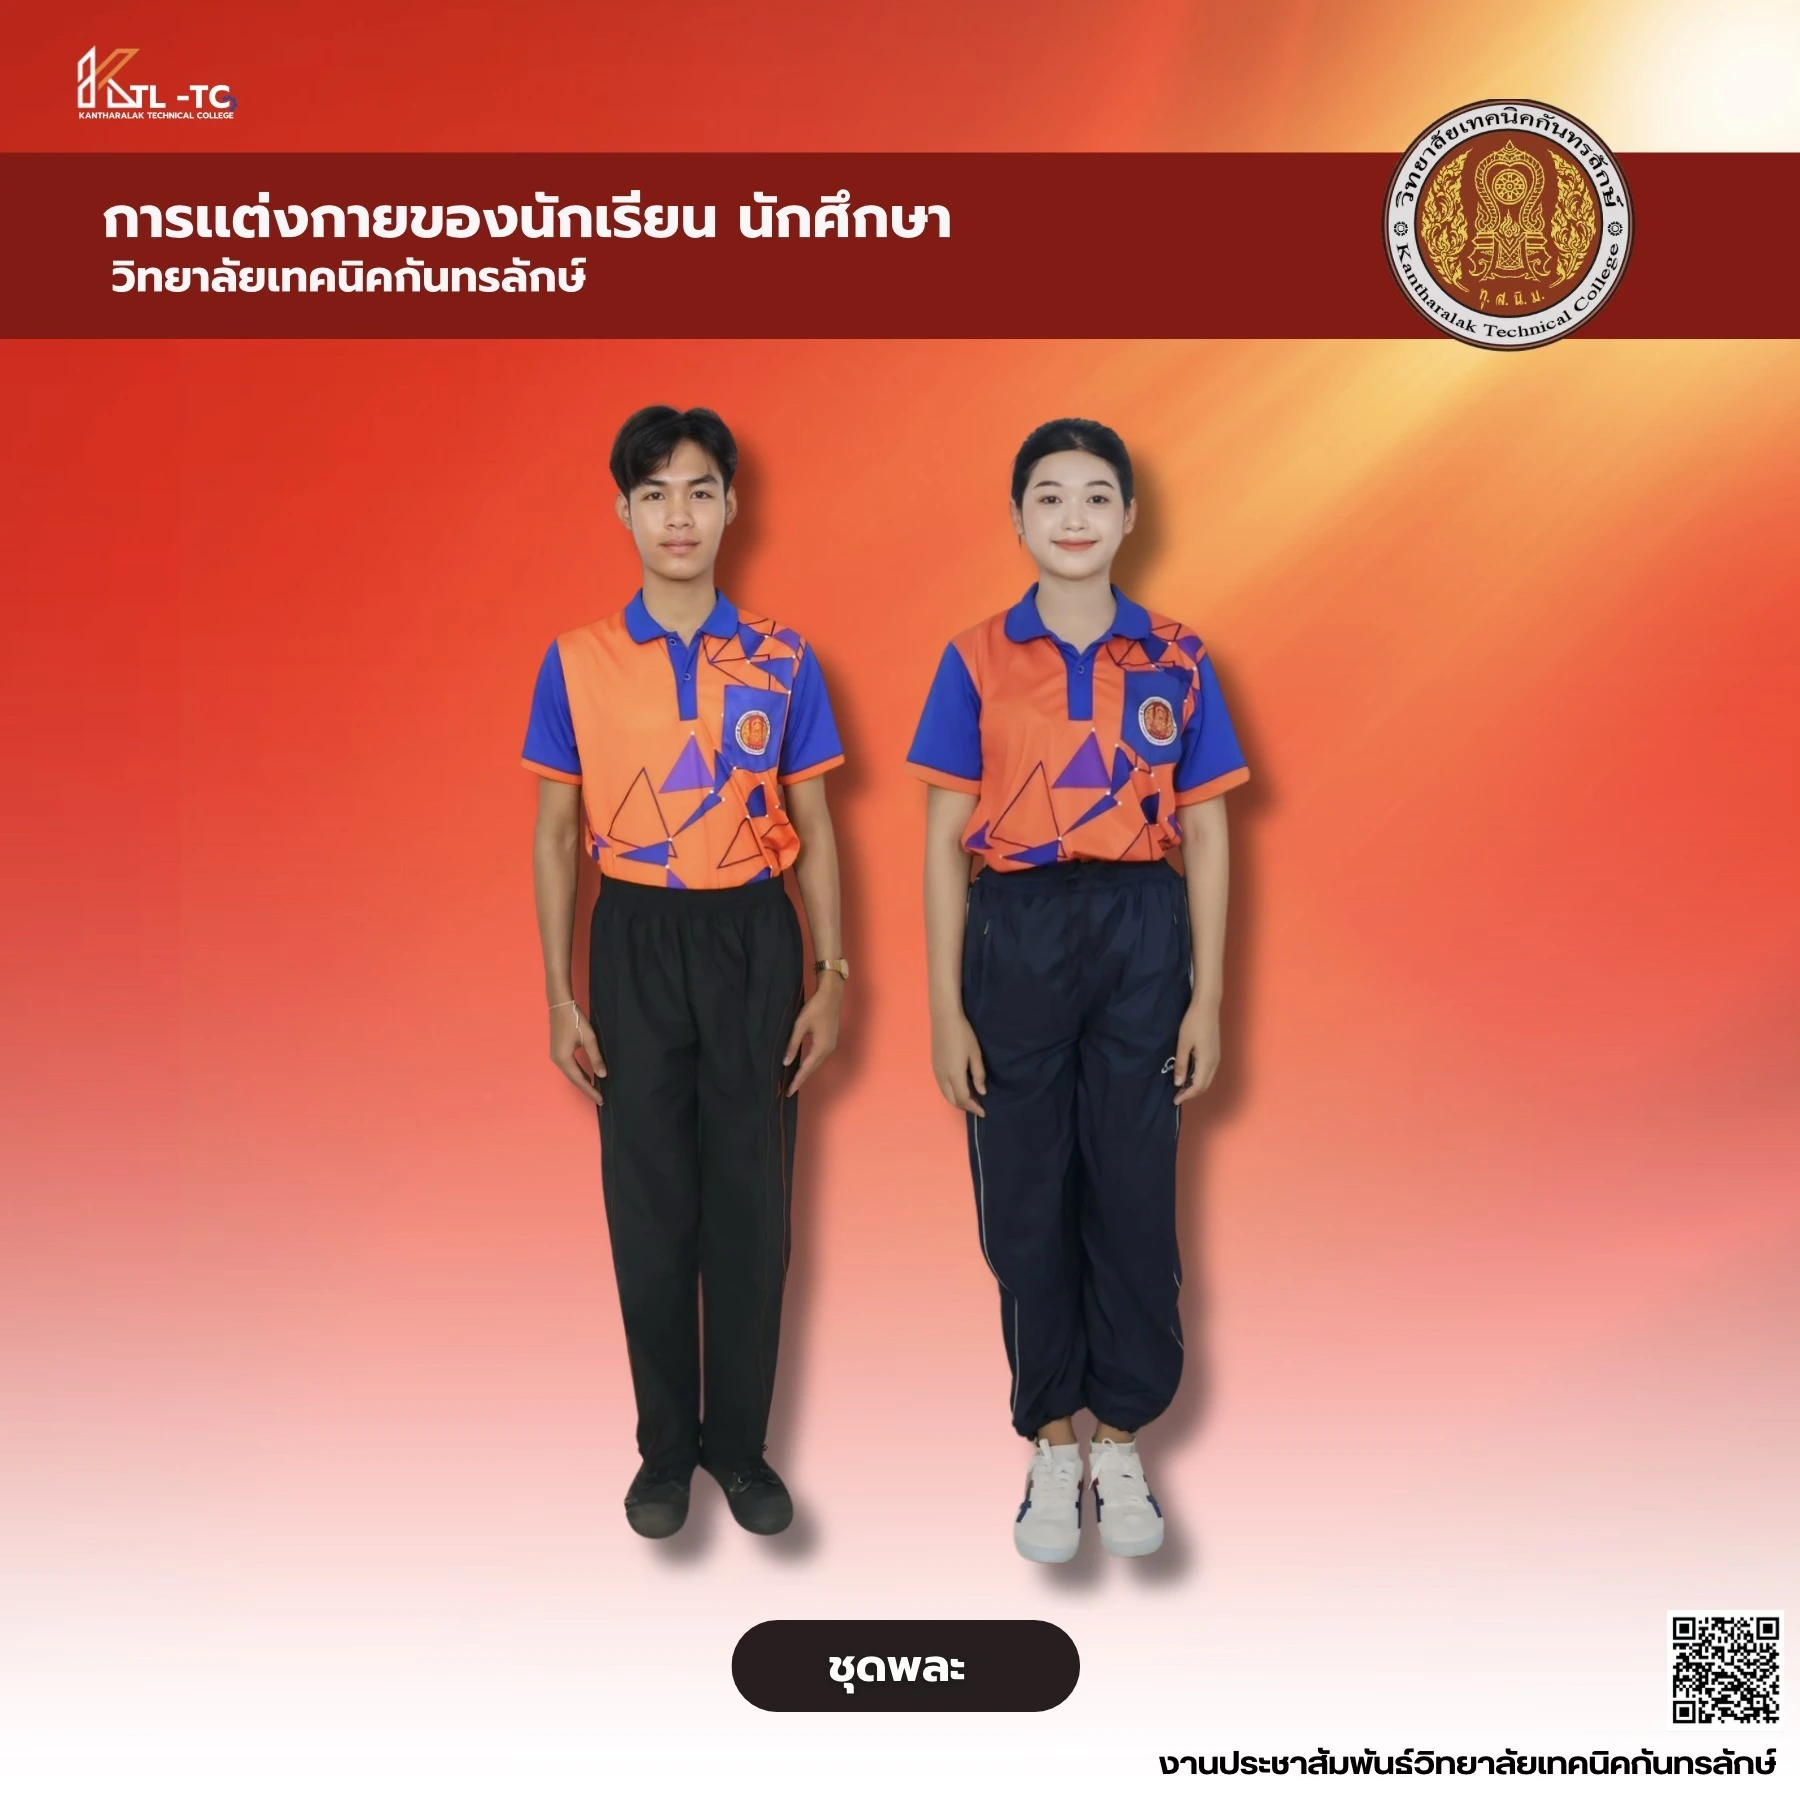 KTL -TC
KANTHARALAK TECHNICAL COLLEGE
วิทยาลัยเทคนิคกันทรลักษ์
ทุ. ส. นิ. ม.
Kantharalak Technical College
การแต่งกายของนักเรียน นักศึกษา
วิทยาลัยเทคนิคกันทรลักษ์
ชุดพละ
งานประชาสัมพันธ์วิทยาลัยเทคนิคกันทรลักษ์